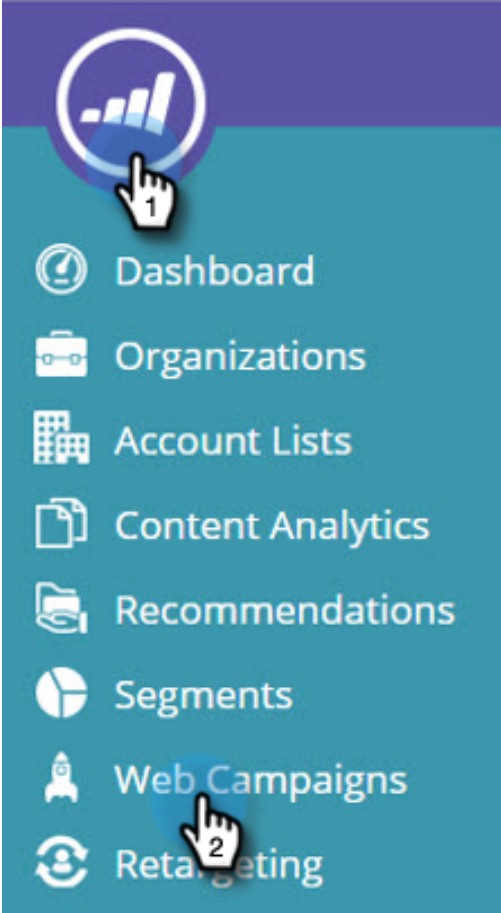 1
Dashboard
Organizations
Account Lists
Content Analytics
Recommendations
Segments
Web Campaigns
2
Retargeting